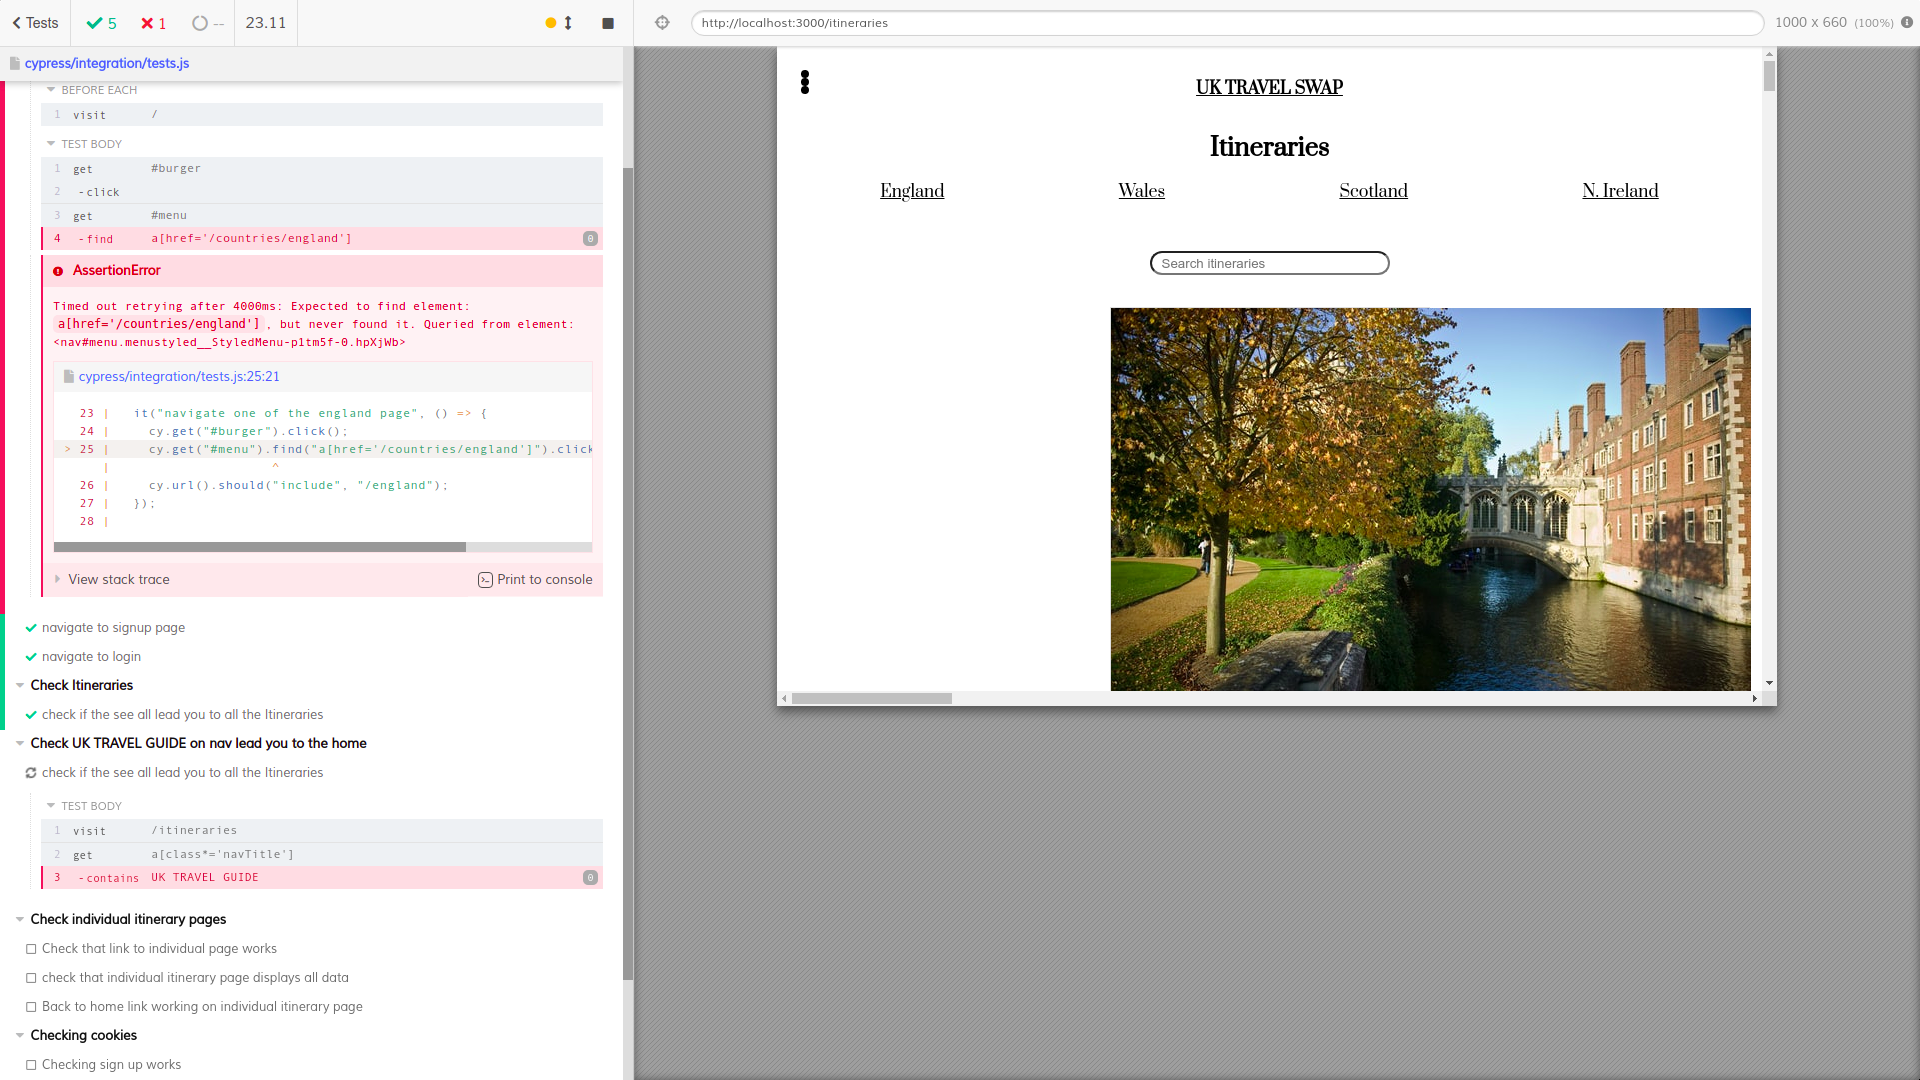 Tests 5 1 -- 23.11
http://localhost:3000/itineraries 1000 x 660 (100%)
cypress/integration/tests.js
BEFORE EACH
1 visit /
TEST BODY
1 get #burger
2 -click
3 get #menu
4 -find a[href='/countries/england'] 0
AssertionError
Timed out retrying after 4000ms: Expected to find element:
a[href='/countries/england'] , but never found it. Queried from element:
<nav#menu.menustyled__StyledMenu-p1tm5f-0.hpXjWb>
cypress/integration/tests.js:25:21
23 | it("navigate one of the england page", () => {
24 | cy.get("#burger").click();
> 25 | cy.get("#menu").find("a[href='/countries/england']").click
| ^
26 | cy.url().should("include", "/england");
27 | });
28 |
View stack trace Print to console
navigate to signup page
navigate to login
Check Itineraries
check if the see all lead you to all the Itineraries
Check UK TRAVEL GUIDE on nav lead you to the home
check if the see all lead you to all the Itineraries
TEST BODY
1 visit /itineraries
2 get a[class*='navTitle']
3 -contains UK TRAVEL GUIDE 0
Check individual itinerary pages
Check that link to individual page works
check that individual itinerary page displays all data
Back to home link working on individual itinerary page
Checking cookies
Checking sign up works
UK TRAVEL SWAP
Itineraries
England Wales Scotland N. Ireland
Search itineraries